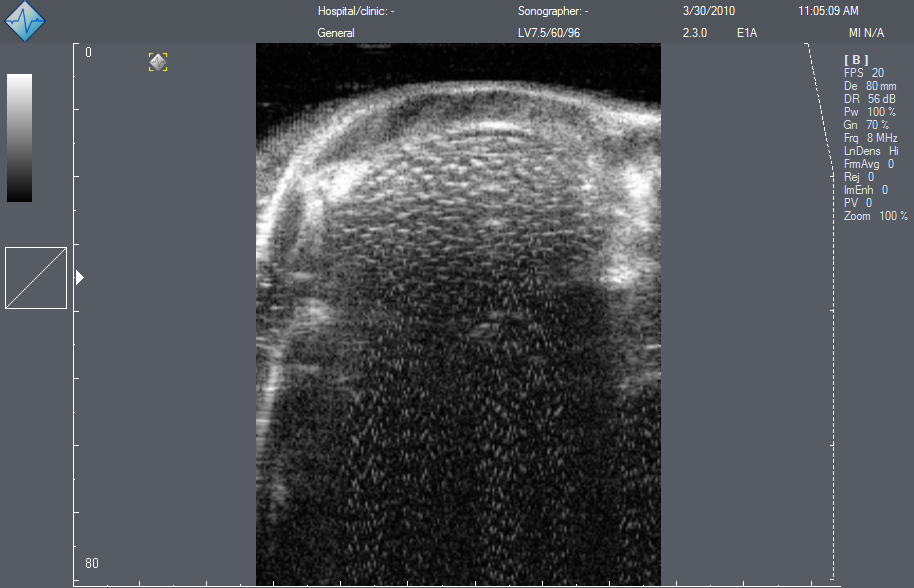 Hospital/clinic: - Sonographer: - 3/30/2010 11:05:09 AM
General LV7.5/60/96 2.3.0 E1A MI N/A
0
[ B ]
FPS 20
De 80 mm
DR 56 dB
Pw 100 %
Gn 70 %
Frq 8 MHz
LnDens Hi
FrmAvg 0
Rej 0
ImEnh 0
PV 0
Zoom 100 %
80